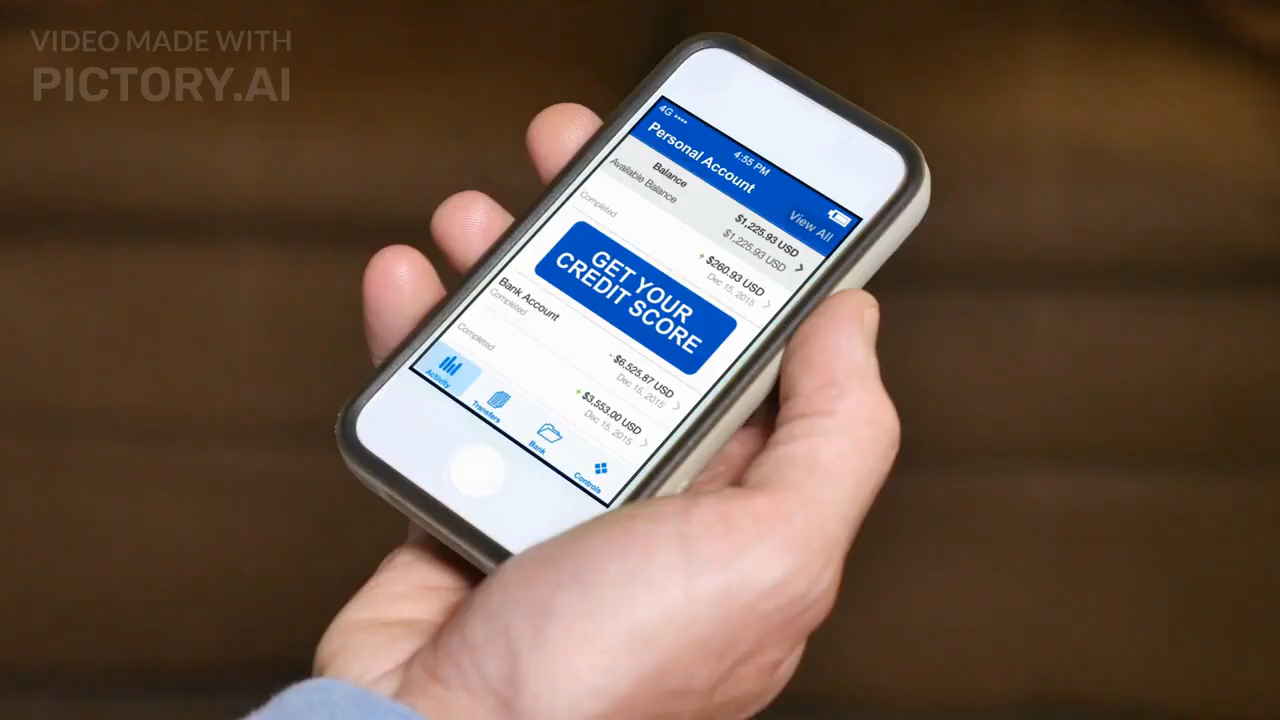 VIDEO MADE WITH
PICTORY.AI
4G
4:55 PM
Personal Account
View All
Balance
$1,225.93 USD
Available Balance
$1,225.93 USD
Completed
+ $260.93 USD
Dec 15, 2015
GET YOUR
CREDIT SCORE
Bank Account
Completed
- $6,525.87 USD
Dec 15, 2015
Completed
+ $3,553.00 USD
Dec 15, 2015
Activity
Transfers
Bank
Controls